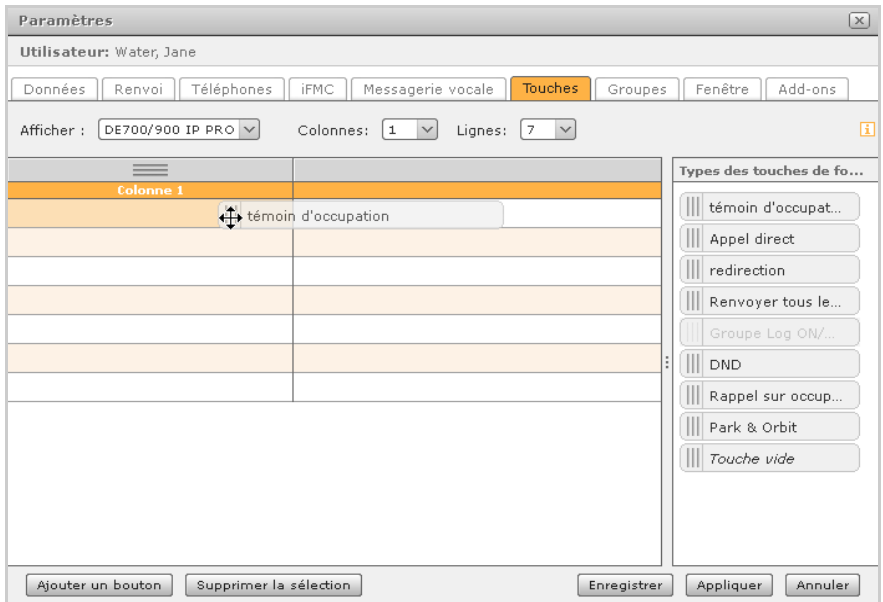 Paramètres
Utilisateur: Water, Jane
Données Renvoi Téléphones iFMC Messagerie vocale Touches Groupes Fenêtre Add-ons
Afficher : DE700/900 IP PRO Colonnes: 1 Lignes: 7
Types des touches de fo...
Colonne 1
témoin d'occupat...
témoin d'occupation
Appel direct
redirection
Renvoyer tous le...
Groupe Log ON/...
DND
Rappel sur occup...
Park & Orbit
Touche vide
Ajouter un bouton Supprimer la sélection Enregistrer Appliquer Annuler